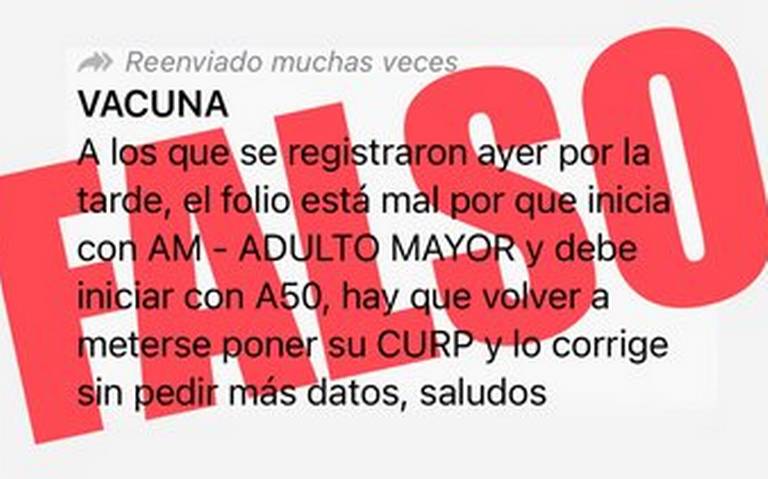 Reenviado muchas veces
VACUNA
A los que se registraron ayer por la
tarde, el folio está mal por que inicia
con AM - ADULTO MAYOR y debe
iniciar con A50, hay que volver a
meterse poner su CURP y lo corrige
sin pedir más datos, saludos
FALSO